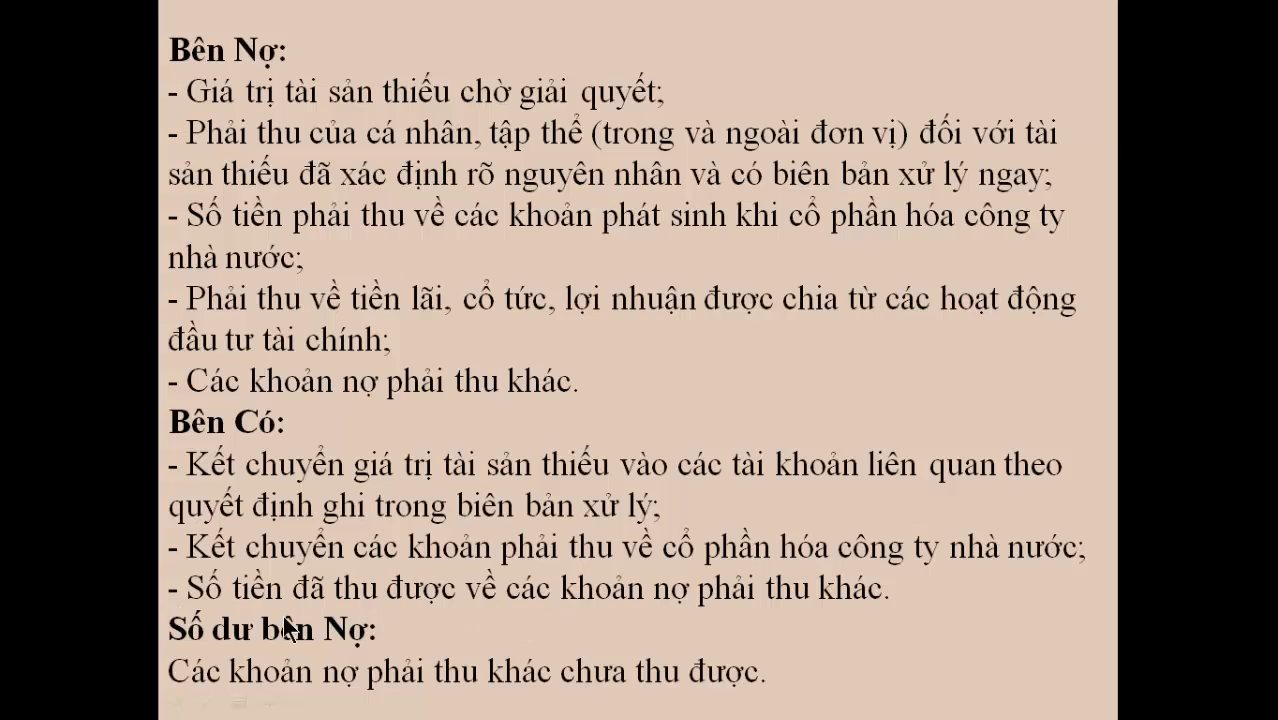 Bên Nợ:
- Giá trị tài sản thiếu chờ giải quyết;
- Phải thu của cá nhân, tập thể (trong và ngoài đơn vị) đối với tài
sản thiếu đã xác định rõ nguyên nhân và có biên bản xử lý ngay;
- Số tiền phải thu về các khoản phát sinh khi cổ phần hóa công ty
nhà nước;
- Phải thu về tiền lãi, cổ tức, lợi nhuận được chia từ các hoạt động
đầu tư tài chính;
- Các khoản nợ phải thu khác.
Bên Có:
- Kết chuyển giá trị tài sản thiếu vào các tài khoản liên quan theo
quyết định ghi trong biên bản xử lý;
- Kết chuyển các khoản phải thu về cổ phần hóa công ty nhà nước;
- Số tiền đã thu được về các khoản nợ phải thu khác.
Số dư bên Nợ:
Các khoản nợ phải thu khác chưa thu được.